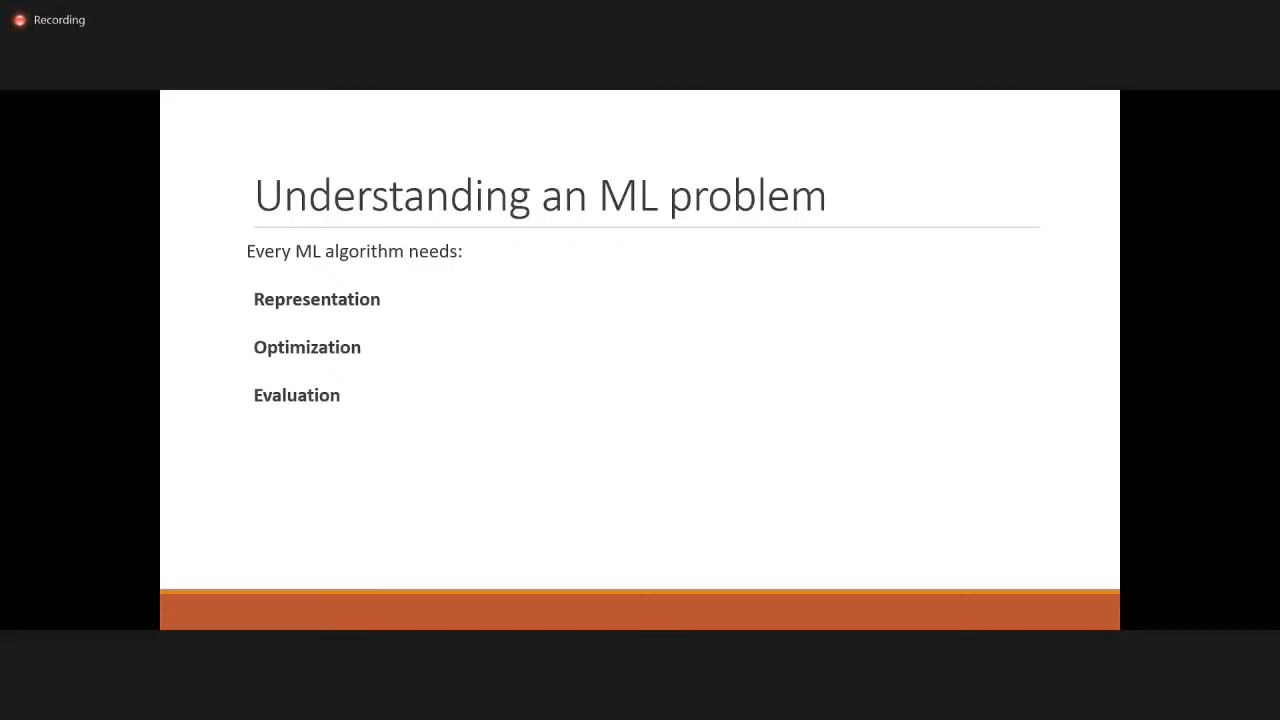 Recording
Understanding an ML problem
Every ML algorithm needs:
Representation
Optimization
Evaluation